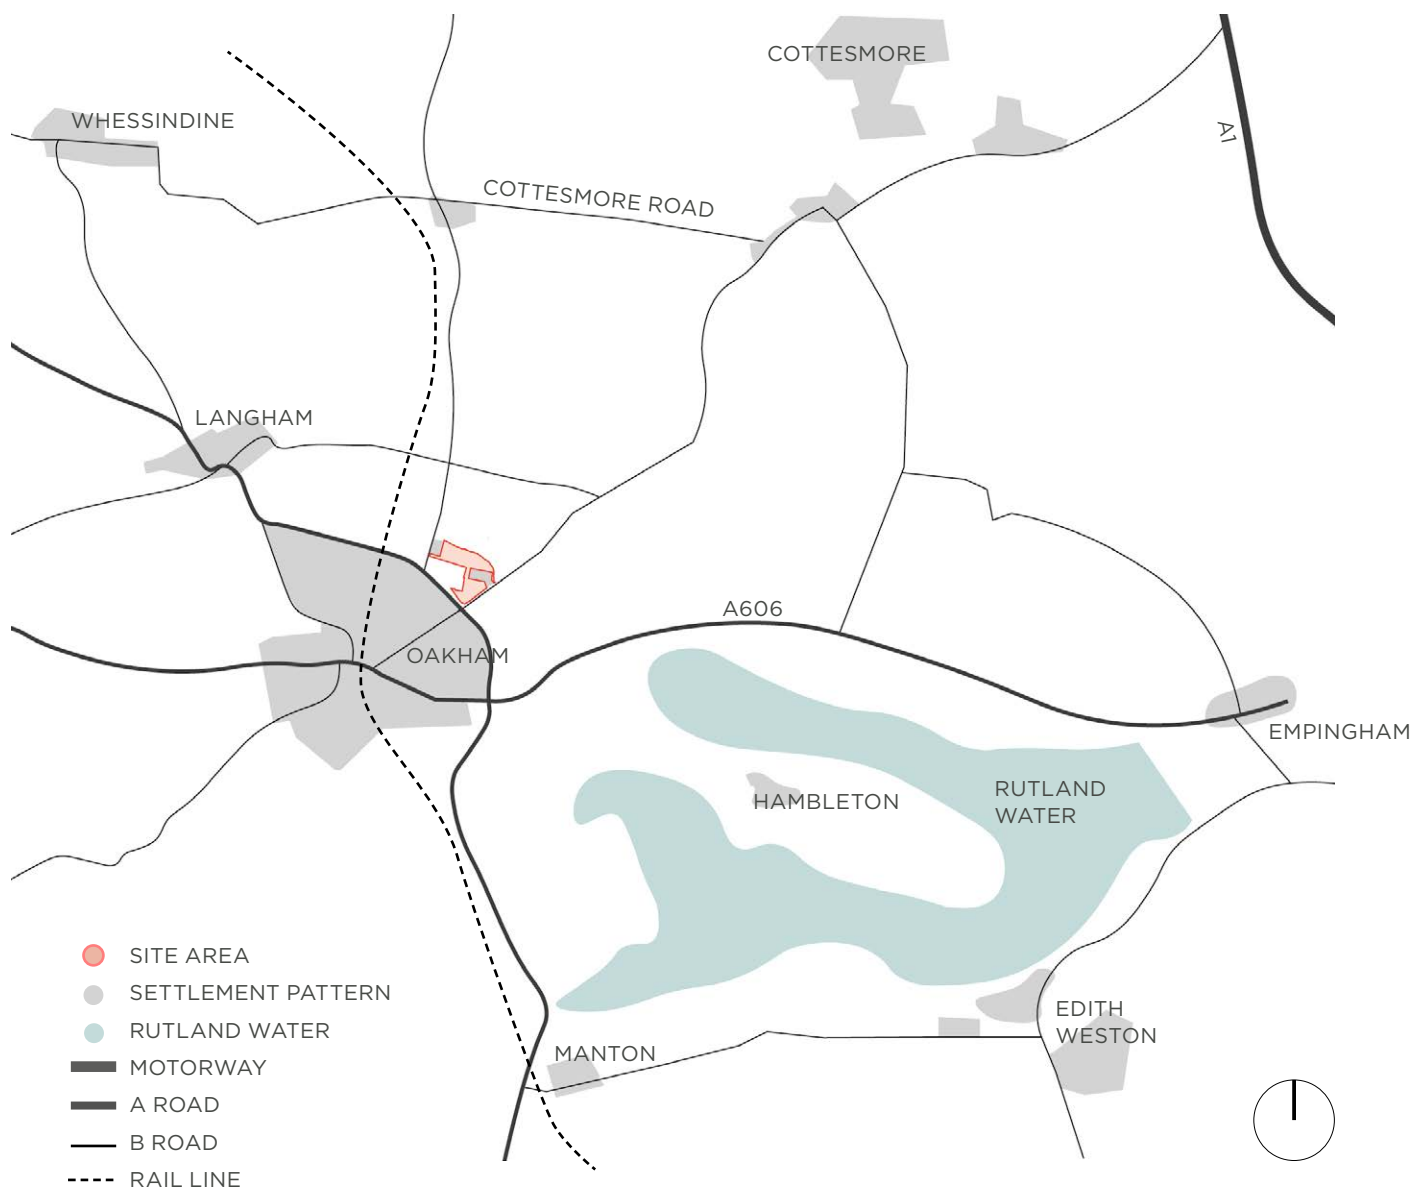 COTTESMORE
WHESSINDINE
A1
COTTESMORE ROAD
LANGHAM
A606
OAKHAM
EMPINGHAM
HAMBLETON
RUTLAND
WATER
SITE AREA
SETTLEMENT PATTERN
RUTLAND WATER
MOTORWAY
A ROAD
B ROAD
RAIL LINE
EDITH
WESTON
MANTON